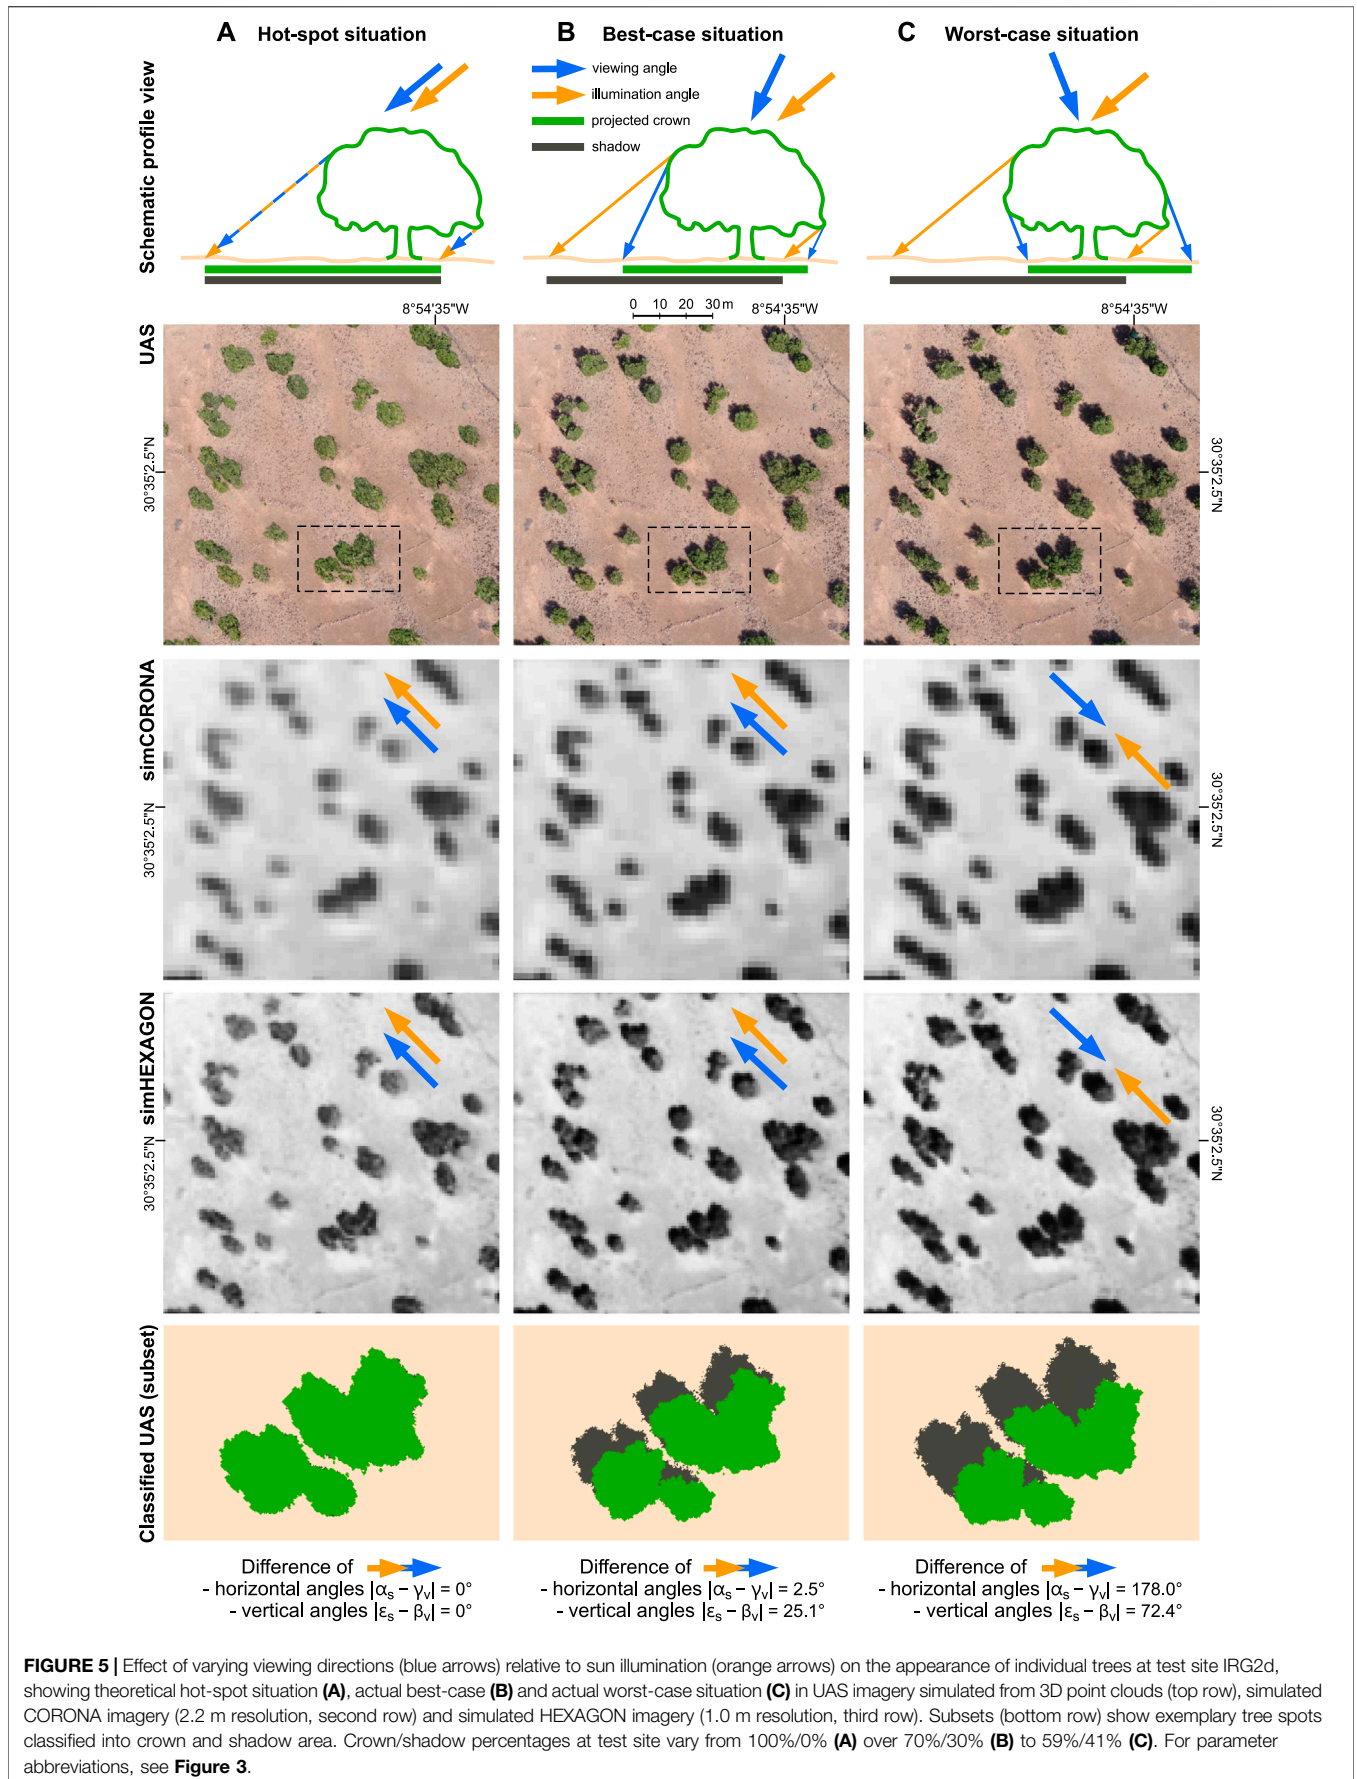 A Hot-spot situation
B Best-case situation
C Worst-case situation
Schematic profile view
viewing angle
illumination angle
projected crown
shadow
8°54'35"W
0 10 20 30 m
8°54'35"W
8°54'35"W
UAS
30°35'2.5"N
30°35'2.5"N
simCORONA
30°35'2.5"N
30°35'2.5"N
simHEXAGON
30°35'2.5"N
30°35'2.5"N
Classified UAS (subset)
Difference of
- horizontal angles |αs – γv| = 0°
- vertical angles |εs – βv| = 0°
Difference of
- horizontal angles |αs – γv| = 2.5°
- vertical angles |εs – βv| = 25.1°
Difference of
- horizontal angles |αs – γv| = 178.0°
- vertical angles |εs – βv| = 72.4°
FIGURE 5 | Effect of varying viewing directions (blue arrows) relative to sun illumination (orange arrows) on the appearance of individual trees at test site IRG2d,
showing theoretical hot-spot situation (A), actual best-case (B) and actual worst-case situation (C) in UAS imagery simulated from 3D point clouds (top row), simulated
CORONA imagery (2.2 m resolution, second row) and simulated HEXAGON imagery (1.0 m resolution, third row). Subsets (bottom row) show exemplary tree spots
classified into crown and shadow area. Crown/shadow percentages at test site vary from 100%/0% (A) over 70%/30% (B) to 59%/41% (C). For parameter
abbreviations, see Figure 3.